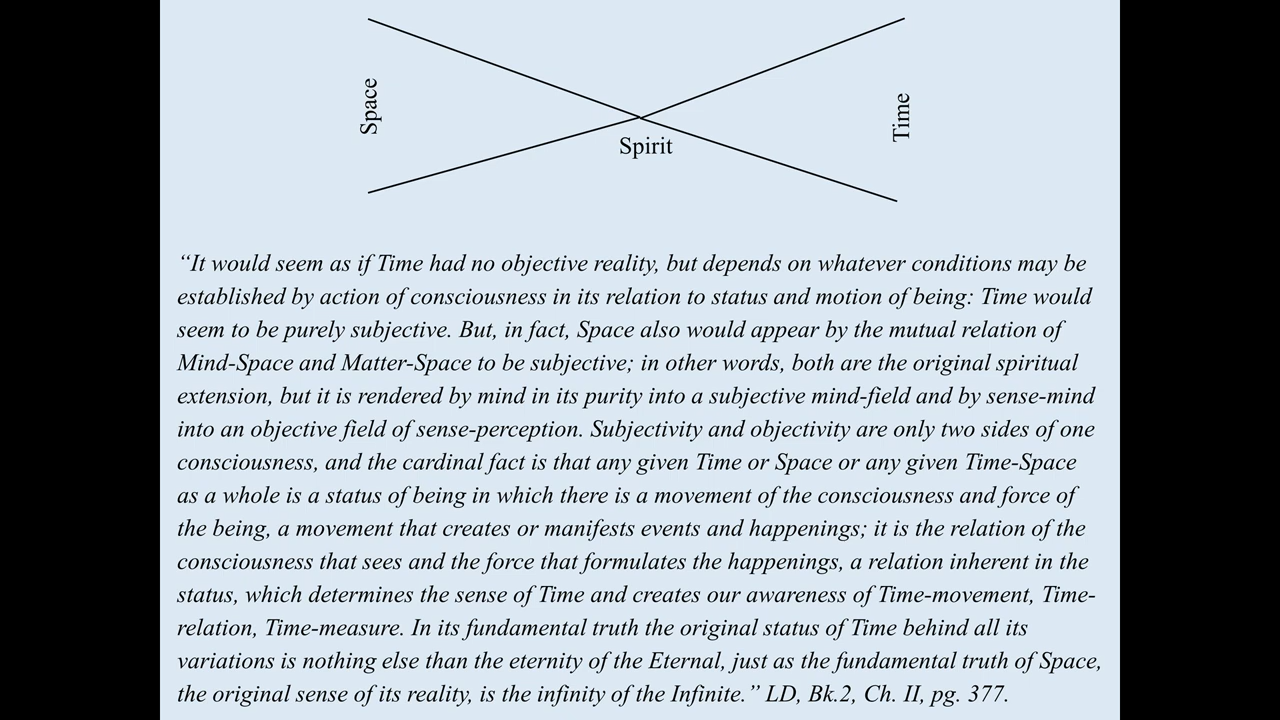 Space
Time
Spirit
“It would seem as if Time had no objective reality, but depends on whatever conditions may be
established by action of consciousness in its relation to status and motion of being: Time would
seem to be purely subjective. But, in fact, Space also would appear by the mutual relation of
Mind-Space and Matter-Space to be subjective; in other words, both are the original spiritual
extension, but it is rendered by mind in its purity into a subjective mind-field and by sense-mind
into an objective field of sense-perception. Subjectivity and objectivity are only two sides of one
consciousness, and the cardinal fact is that any given Time or Space or any given Time-Space
as a whole is a status of being in which there is a movement of the consciousness and force of
the being, a movement that creates or manifests events and happenings; it is the relation of the
consciousness that sees and the force that formulates the happenings, a relation inherent in the
status, which determines the sense of Time and creates our awareness of Time-movement, Time-
relation, Time-measure. In its fundamental truth the original status of Time behind all its
variations is nothing else than the eternity of the Eternal, just as the fundamental truth of Space,
the original sense of its reality, is the infinity of the Infinite.” LD, Bk.2, Ch. II, pg. 377.